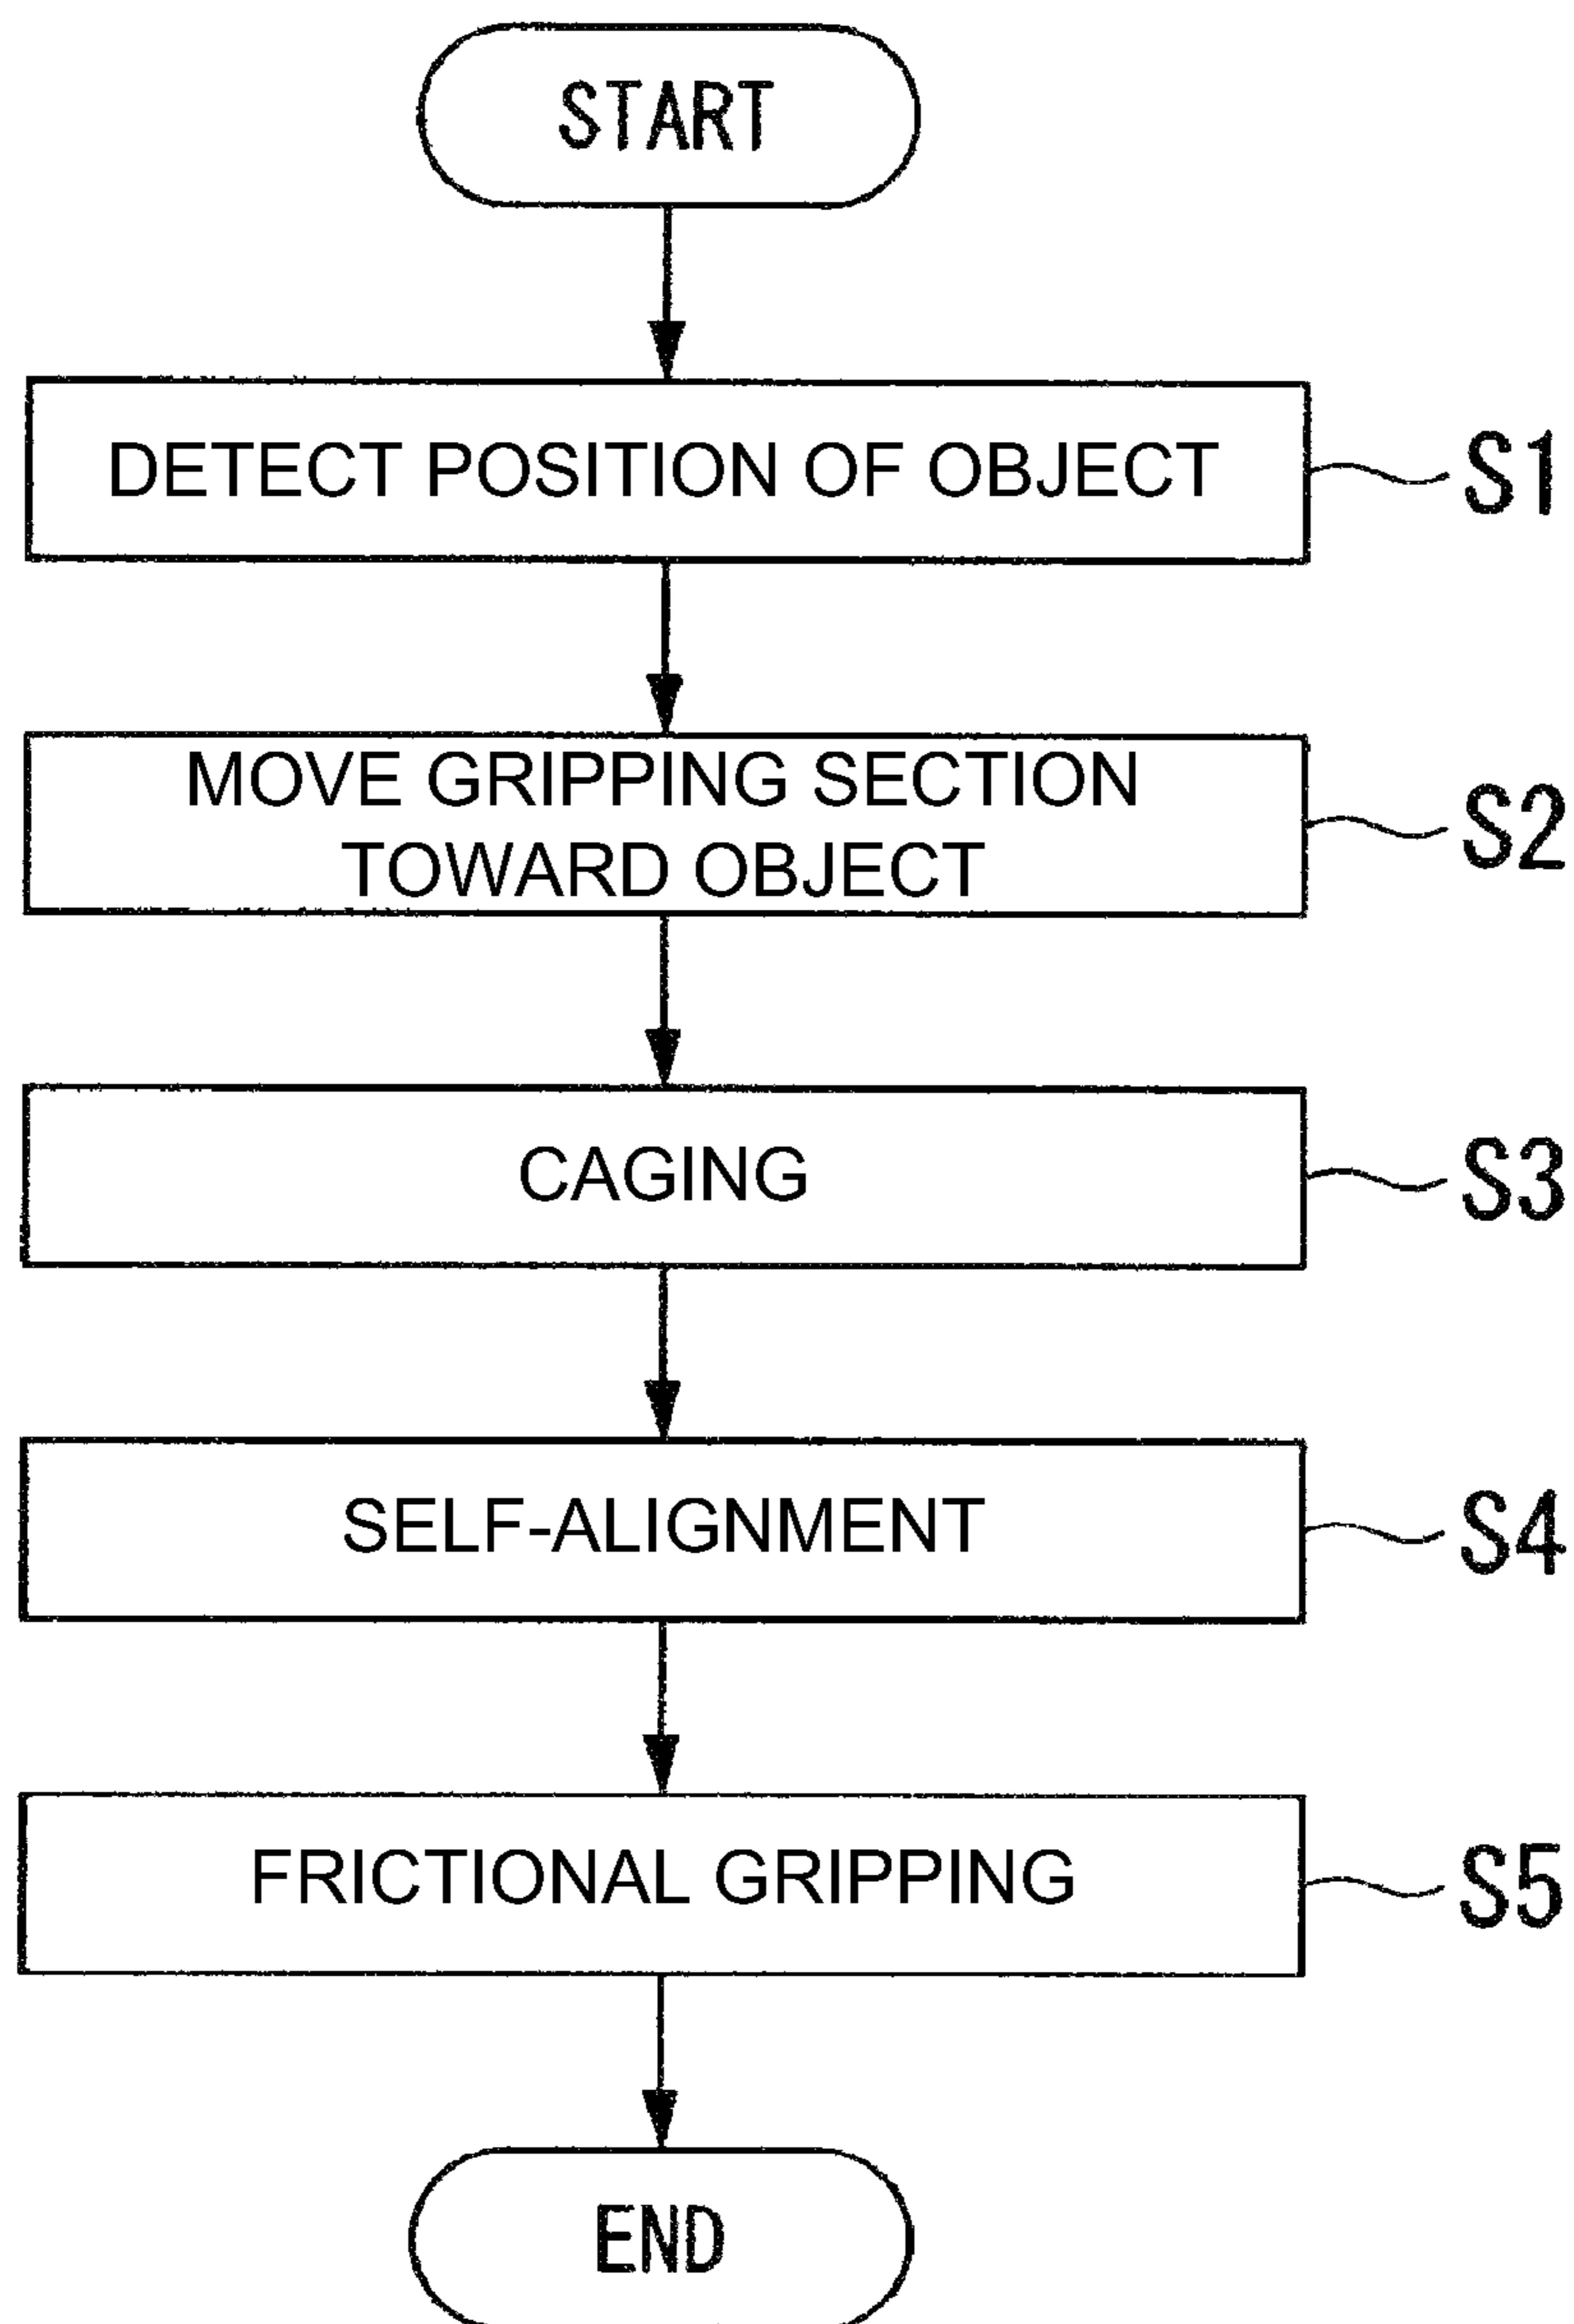 START
DETECT POSITION OF OBJECT
S1
MOVE GRIPPING SECTION
TOWARD OBJECT
S2
CAGING
S3
SELF-ALIGNMENT
S4
FRICTIONAL GRIPPING
S5
END